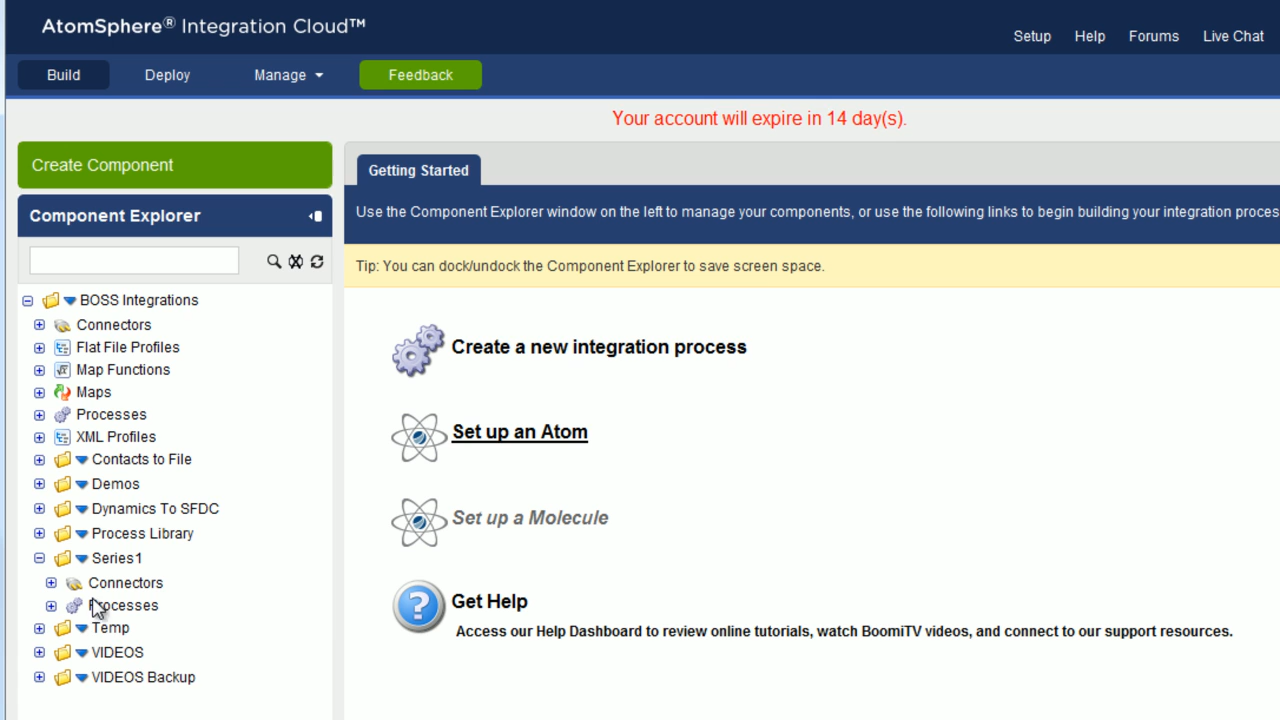 AtomSphere® Integration Cloud™
Setup Help Forums Live Chat
Build Deploy Manage Feedback
Your account will expire in 14 day(s).
Create Component
Getting Started
Component Explorer
Use the Component Explorer window on the left to manage your components, or use the following links to begin building your integration proces
Tip: You can dock/undock the Component Explorer to save screen space.
BOSS Integrations
Connectors
Flat File Profiles
Map Functions
Maps
Processes
XML Profiles
Contacts to File
Demos
Dynamics To SFDC
Process Library
Series1
Connectors
Processes
Temp
VIDEOS
VIDEOS Backup
Create a new integration process
Set up an Atom
Set up a Molecule
Get Help
Access our Help Dashboard to review online tutorials, watch BoomiTV videos, and connect to our support resources.